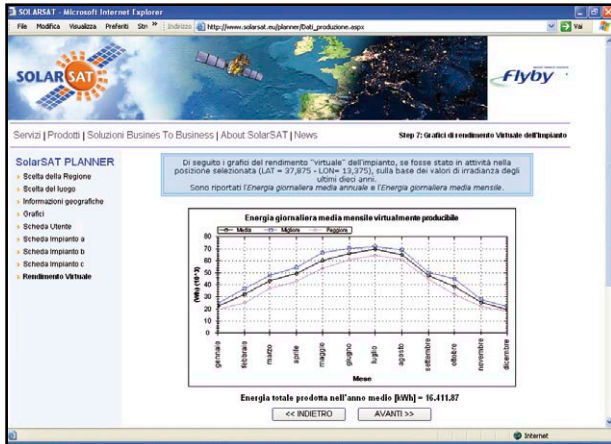 SOLARSAT - Microsoft Internet Explorer
File Modifica Visualizza Preferiti Stn » Indirizzo http://www.solarsat.eu/planner/Dati_produzione.aspx Vai
SOLARSAT
Flyby
Servizi | Prodotti | Soluzioni Busines To Business | About SolarSAT | News
Step 7: Grafici di rendimento Virtuale dell'Impianto
SolarSAT PLANNER
Scelta della Regione
Scelta del luogo
Informazioni geografiche
Grafici
Scheda Utente
Scheda Impianto a
Scheda Impianto b
Scheda Impianto c
Rendimento Virtuale
Di seguito i grafici del rendimento "virtuale" dell'impianto, se fosse stato in attività nella
posizione selezionata (LAT = 37,875 - LON= 13,375), sulla base dei valori di irradianza degli
ultimi dieci anni.
Sono riportati l'Energia giornaliera media annuale e l'Energia giornaliera media mensile.
Energia giornaliera media mensile virtualmente producibile
Media Migliore Peggiore
(Wh) (10^3)
80
70
60
50
40
30
20
10
0
gennaio febbraio marzo aprile maggio giugno luglio agosto settembre ottobre novembre dicembre
Mese
Energia totale prodotta nell'anno medio [kWh] = 16.411,87
<< INDIETRO AVANTI >>
Internet